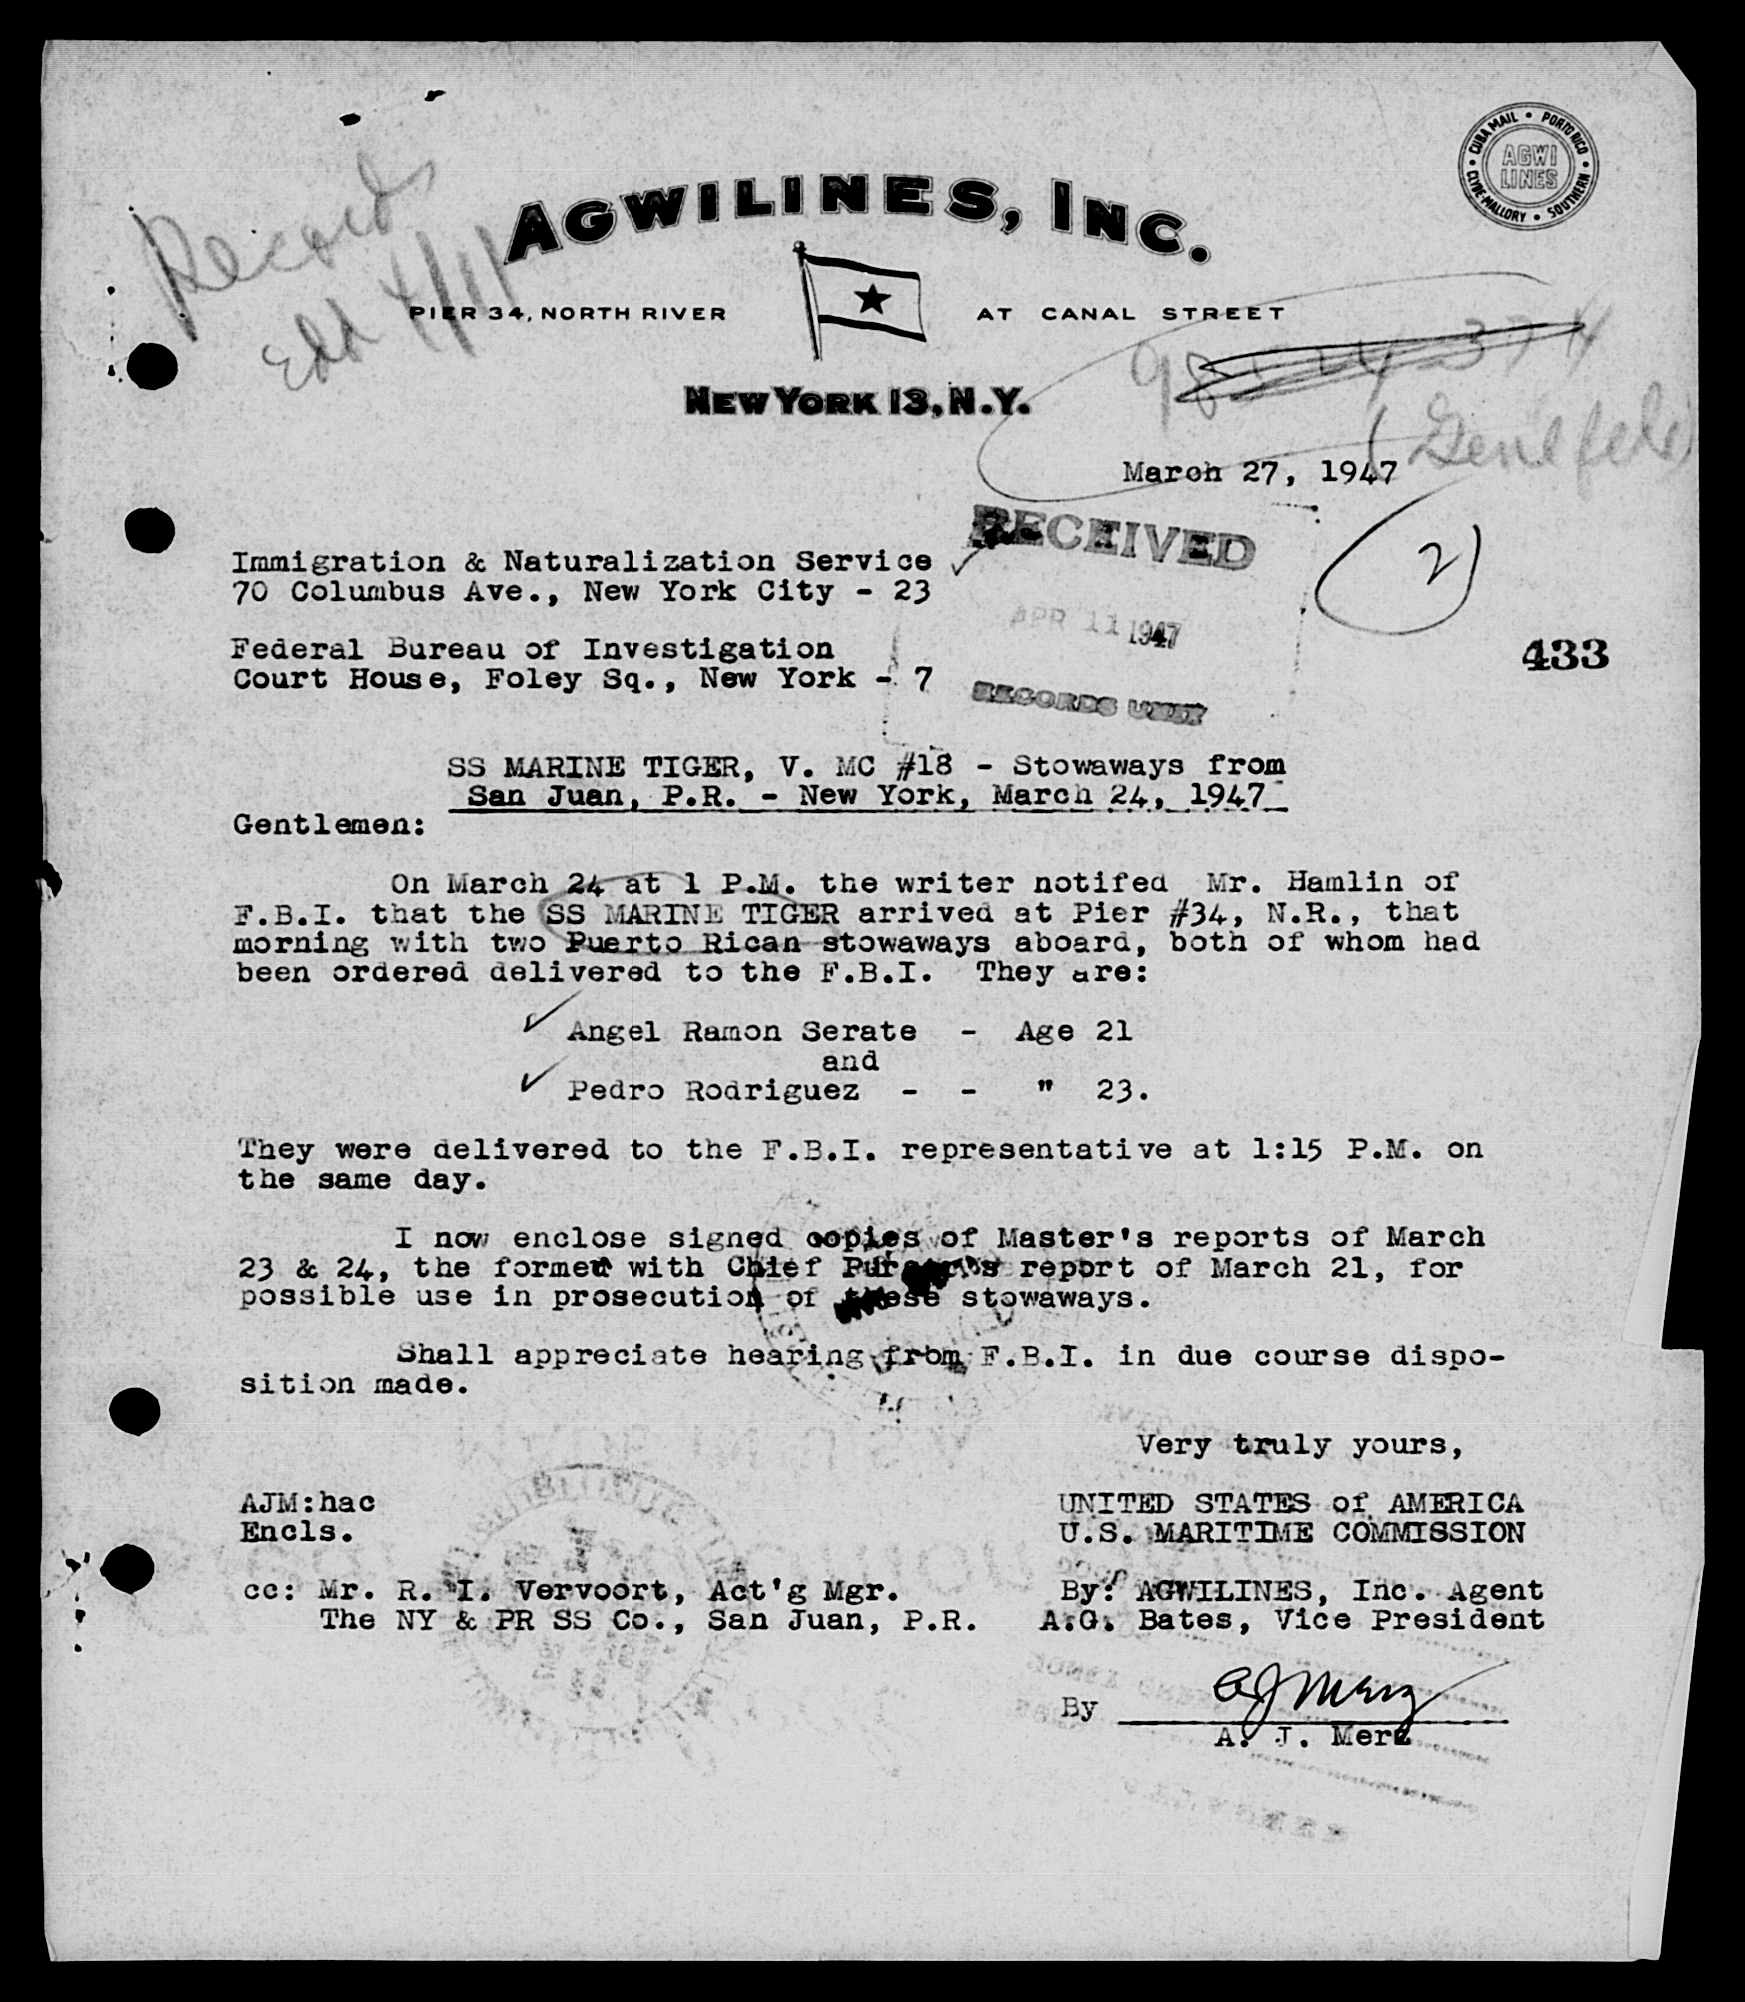 CUBA MAIL • PORTO RICO • SOUTHERN • CLYDE-MALLORY •
AGWI
LINES
AGWILINES, INC.
Record
4/11
PIER 34, NORTH RIVER AT CANAL STREET
NEW YORK 13, N.Y.
March 27, 1947
RECEIVED
2
Immigration & Naturalization Service
70 Columbus Ave., New York City - 23
APR 11 1947
Federal Bureau of Investigation
433
Court House, Foley Sq., New York - 7
RECORDS UNIT
SS MARINE TIGER, V. MC #18 - Stowaways from
San Juan, P.R. - New York, March 24, 1947
Gentlemen:
On March 24 at 1 P.M. the writer notifed Mr. Hamlin of
F.B.I. that the SS MARINE TIGER arrived at Pier #34, N.R., that
morning with two Puerto Rican stowaways aboard, both of whom had
been ordered delivered to the F.B.I. They are:
Angel Ramon Serate - Age 21
and
Pedro Rodriguez - - " 23.
They were delivered to the F.B.I. representative at 1:15 P.M. on
the same day.
I now enclose signed copies of Master's reports of March
23 & 24, the former with Chief Purser's report of March 21, for
possible use in prosecution of these stowaways.
Shall appreciate hearing from F.B.I. in due course dispo-
sition made.
Very truly yours,
AJM:hac
Encls.
UNITED STATES of AMERICA
U.S. MARITIME COMMISSION
cc: Mr. R. I. Vervoort, Act'g Mgr.
The NY & PR SS Co., San Juan, P.R.
By: AGWILINES, Inc. Agent
A.G. Bates, Vice President
By A J Merz
A. J. Merz